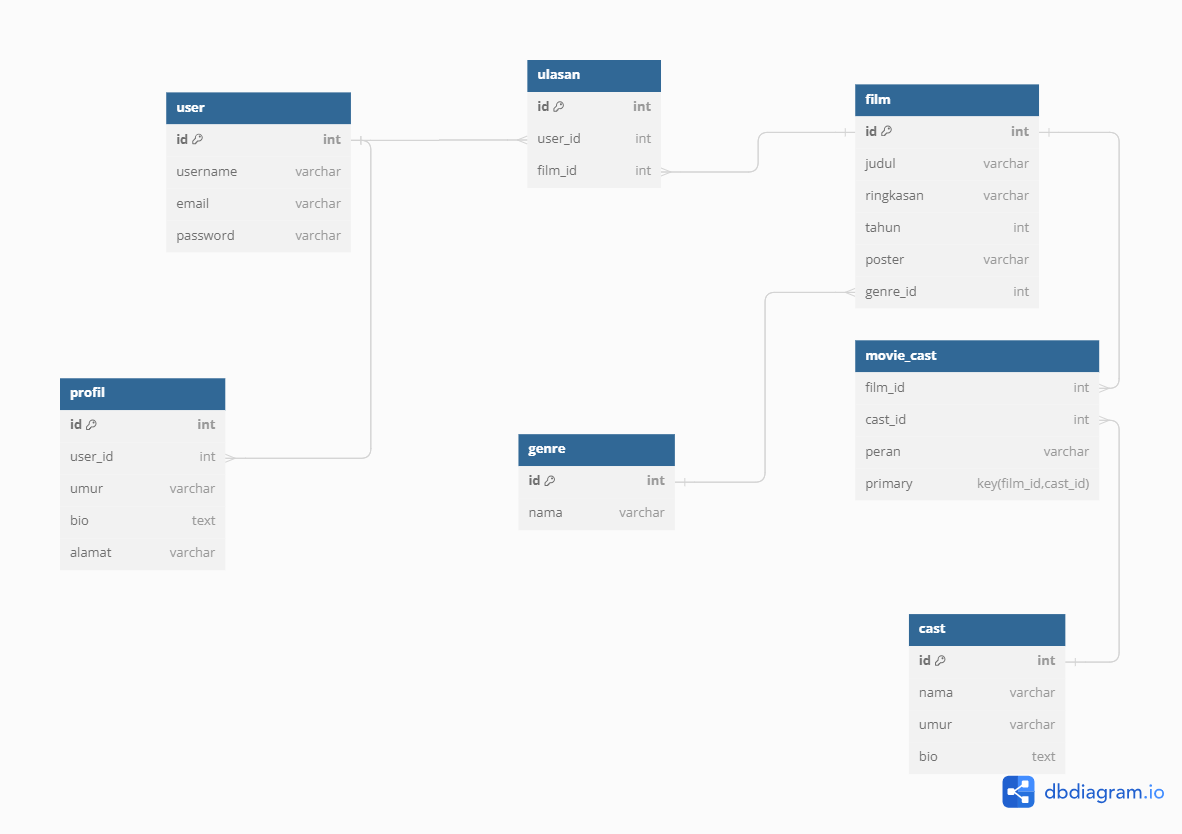 user
id int
username varchar
email varchar
password varchar
ulasan
id int
user_id int
film_id int
film
id int
judul varchar
ringkasan varchar
tahun int
poster varchar
genre_id int
movie_cast
film_id int
cast_id int
peran varchar
primary key(film_id,cast_id)
profil
id int
user_id int
umur varchar
bio text
alamat varchar
genre
id int
nama varchar
cast
id int
nama varchar
umur varchar
bio text
dbdiagram.io